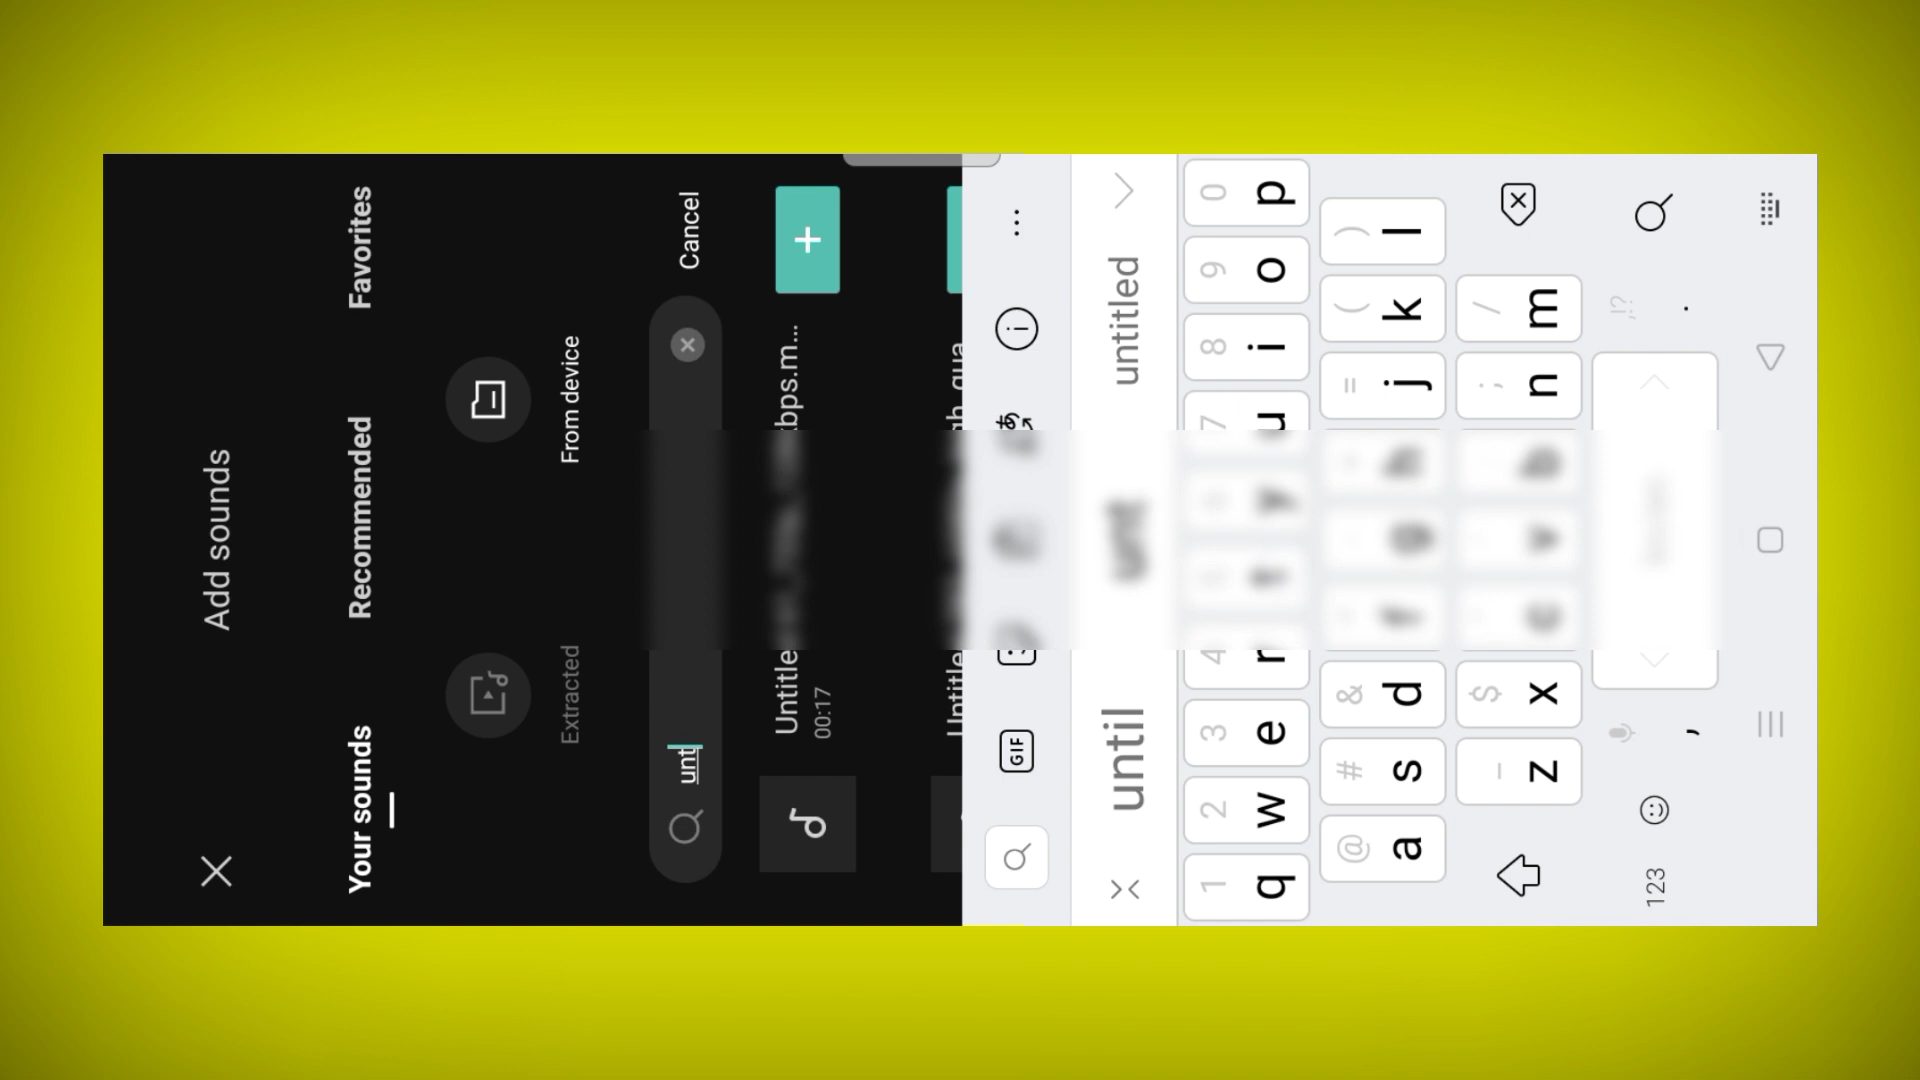 Add sounds
Your sounds Recommended Favorites
Extracted From device
unt Cancel
Untitle bps.m...
00:17
GIF
until unt untitled
1 2 3 4 7 8 9 0
q w e r t y u i o p
@ # & = ( )
a s d f g h j k l
- $ ; /
z x c v b n m
123 , . ,!?